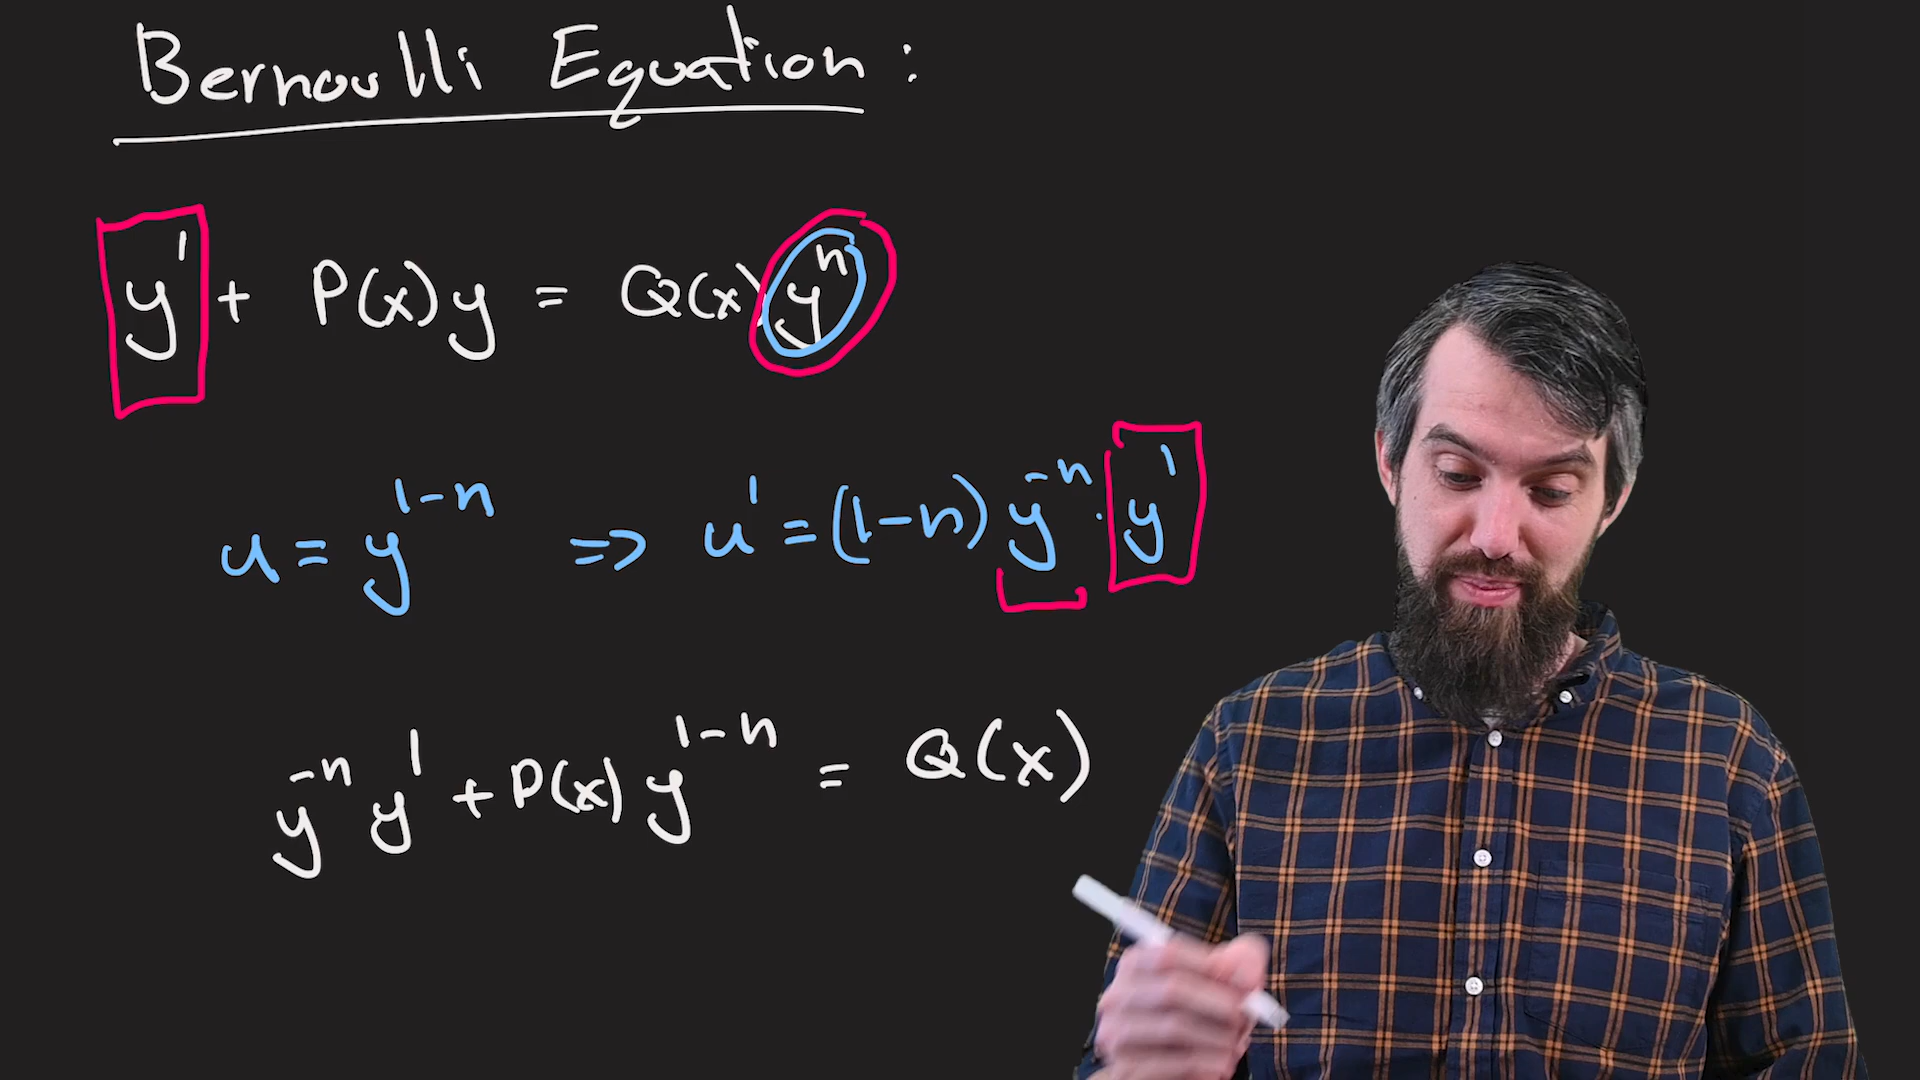 Bernoulli Equation:
y' + P(x)y = Q(x)y^n
u = y^{1-n} => u' = (1-n)y^{-n} · y'
y^{-n} y' + P(x) y^{1-n} = Q(x)